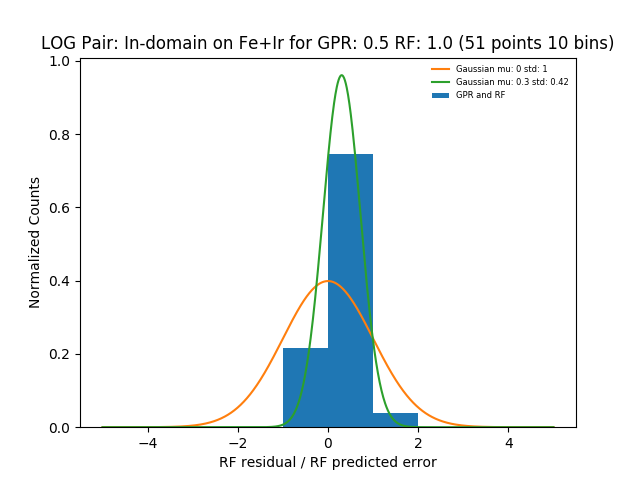 LOG Pair: In-domain on Fe+Ir for GPR: 0.5 RF: 1.0 (51 points 10 bins)
Gaussian mu: 0 std: 1
Gaussian mu: 0.3 std: 0.42
GPR and RF
1.0
0.8
0.6
0.4
0.2
0.0
Normalized Counts
−4
−2
0
2
4
RF residual / RF predicted error